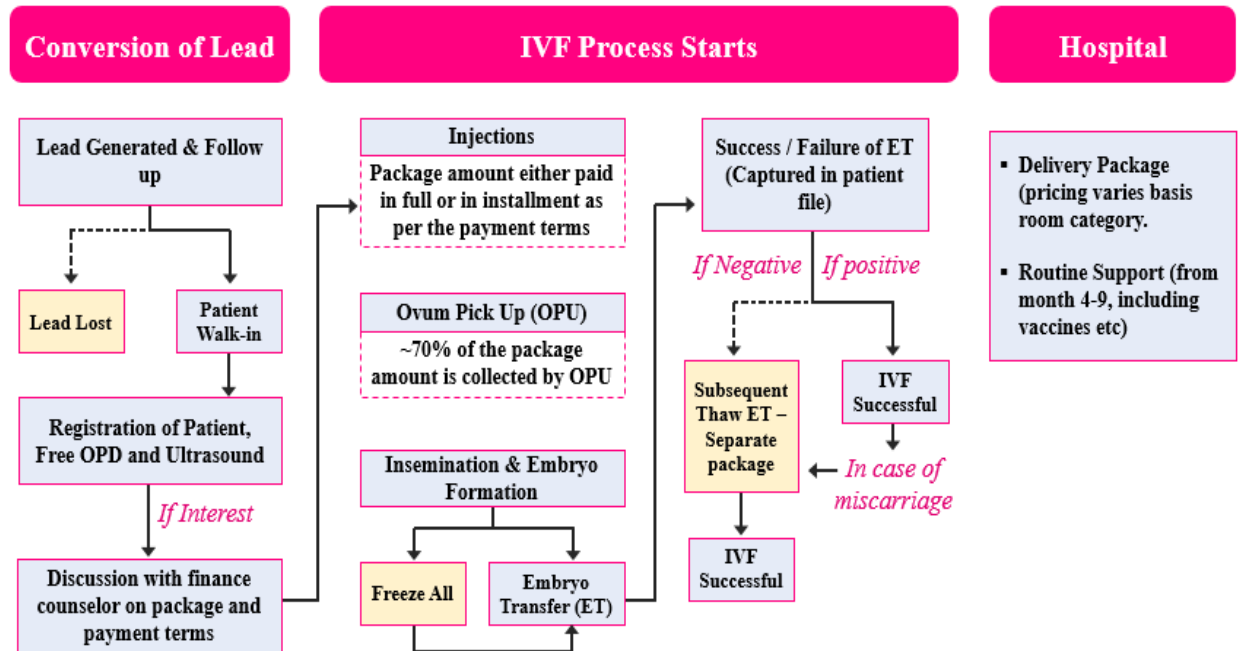 Conversion of Lead
IVF Process Starts
Hospital
Lead Generated & Follow
up
Lead Lost
Patient
Walk-in
Registration of Patient,
Free OPD and Ultrasound
If Interest
Discussion with finance
counselor on package and
payment terms
Injections
Package amount either paid
in full or in installment as
per the payment terms
Ovum Pick Up (OPU)
~70% of the package
amount is collected by OPU
Insemination & Embryo
Formation
Freeze All
Embryo
Transfer (ET)
Success / Failure of ET
(Captured in patient
file)
If Negative
If positive
Subsequent
Thaw ET –
Separate
package
IVF
Successful
In case of
miscarriage
IVF
Successful
▪ Delivery Package
(pricing varies basis
room category.
▪ Routine Support (from
month 4-9, including
vaccines etc)